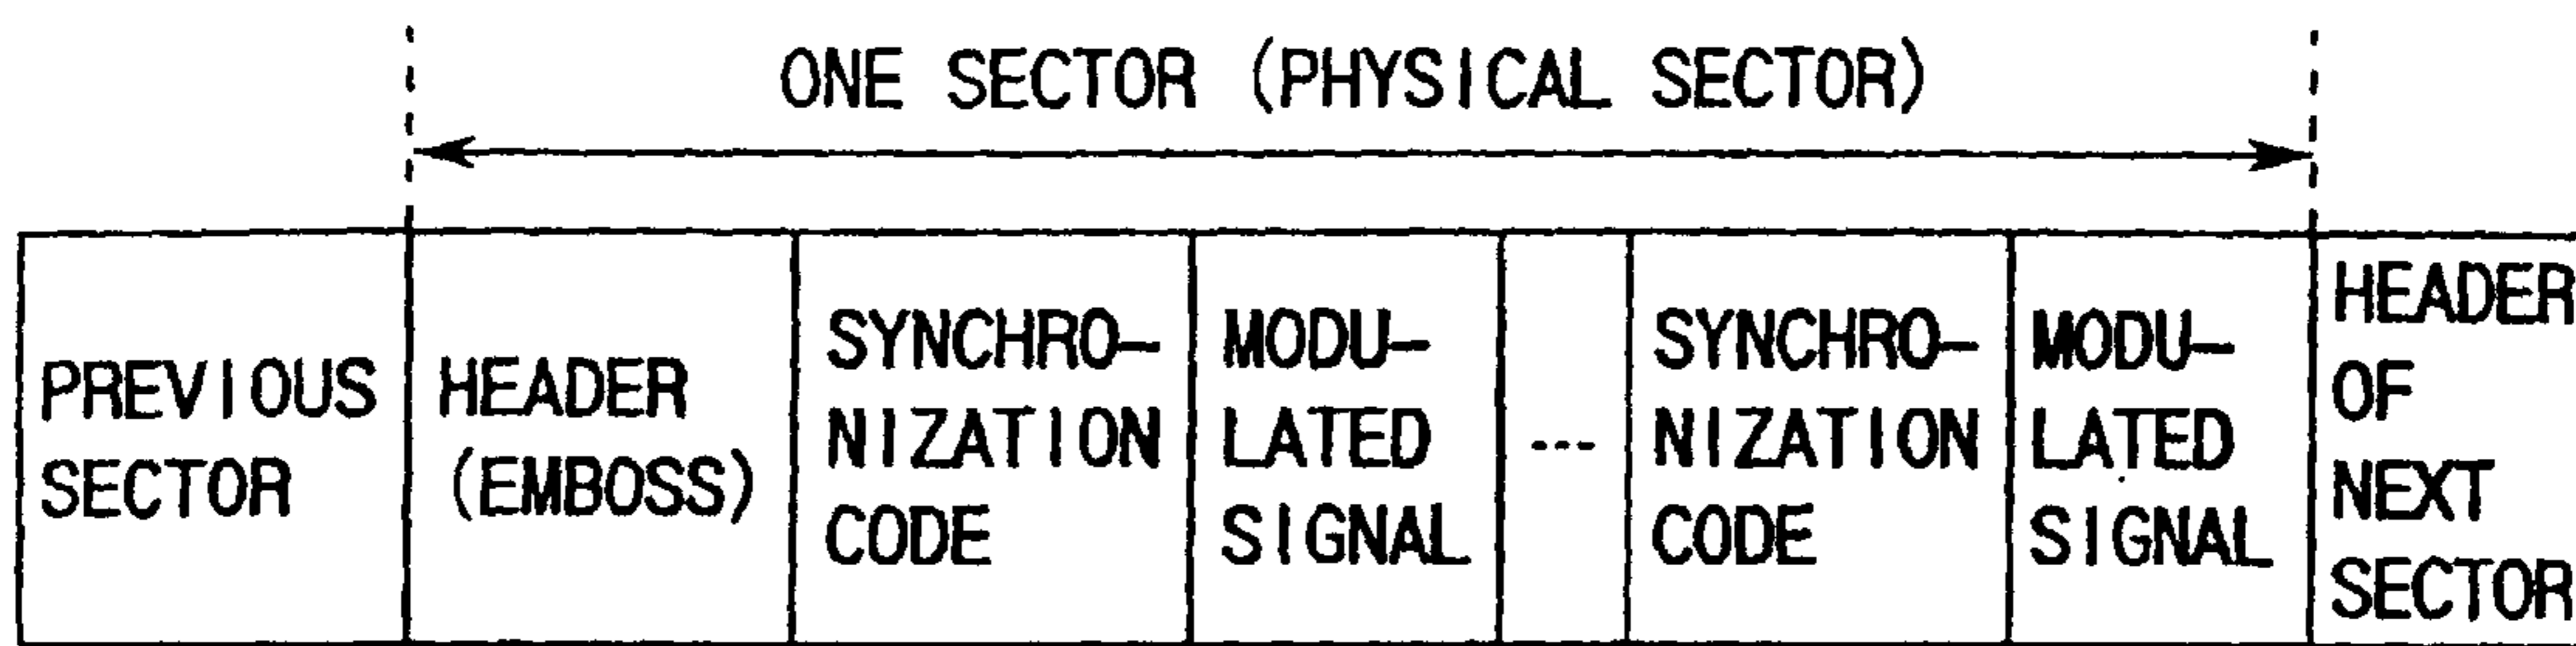 ONE SECTOR (PHYSICAL SECTOR)
PREVIOUS
SECTOR
HEADER
(EMBOSS)
SYNCHRO-
NIZATION
CODE
MODU-
LATED
SIGNAL
---
SYNCHRO-
NIZATION
CODE
MODU-
LATED
SIGNAL
HEADER
OF
NEXT
SECTOR